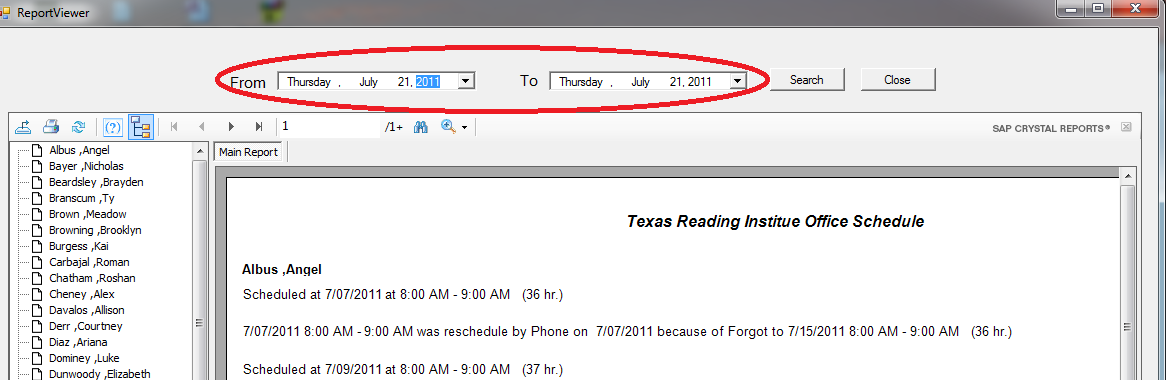 ReportViewer
From Thursday , July 21, 2011 To Thursday , July 21, 2011 Search Close
1 /1+ SAP CRYSTAL REPORTS®
Main Report
Albus ,Angel
Bayer ,Nicholas
Beardsley ,Brayden
Branscum ,Ty
Brown ,Meadow
Browning ,Brooklyn
Burgess ,Kai
Carbajal ,Roman
Chatham ,Roshan
Cheney ,Alex
Davalos ,Allison
Derr ,Courtney
Diaz ,Ariana
Dominey ,Luke
Dunwoody ,Elizabeth
Texas Reading Institue Office Schedule
Albus ,Angel
Scheduled at 7/07/2011 at 8:00 AM - 9:00 AM (36 hr.)
7/07/2011 8:00 AM - 9:00 AM was reschedule by Phone on 7/07/2011 because of Forgot to 7/15/2011 8:00 AM - 9:00 AM (36 hr.)
Scheduled at 7/09/2011 at 8:00 AM - 9:00 AM (37 hr.)